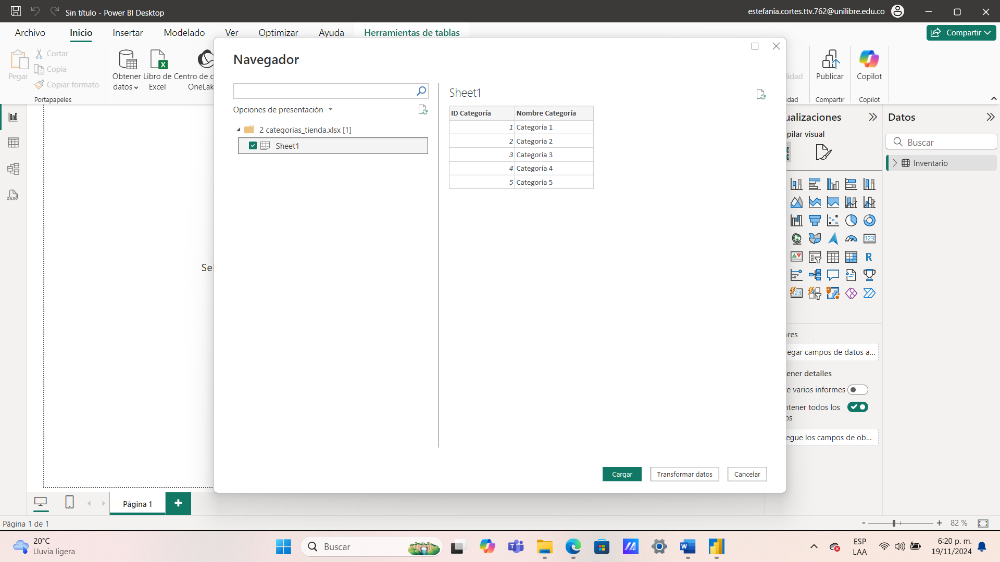 Sin título - Power BI Desktop
estefania.cortes.ttv.762@unilibre.edu.co
Archivo Inicio Insertar Modelado Ver Optimizar Ayuda Herramientas de tablas
Compartir
Pegar
Cortar
Copia
Copiar formato
Portapapeles
Obtener datos
Libro de Excel
Centro de d
OneLak
lidad
idad
Publicar
Compartir
Copilot
Copilot
Navegador
Opciones de presentación
2 categorias_tienda.xlsx [1]
Sheet1
Sheet1
ID Categoría Nombre Categoría
1 Categoría 1
2 Categoría 2
3 Categoría 3
4 Categoría 4
5 Categoría 5
Cargar Transformar datos Cancelar
Se
ualizaciones
pilar visual
123
R
123
ores
regar campos de datos a...
ener detalles
e varios informes
ntener todos los
os
egue los campos de ob...
Datos
Buscar
Inventario
DAX
Página 1
Página 1 de 1
- + 82 %
20°C
Lluvia ligera
Buscar
ESP
LAA
6:20 p. m.
19/11/2024